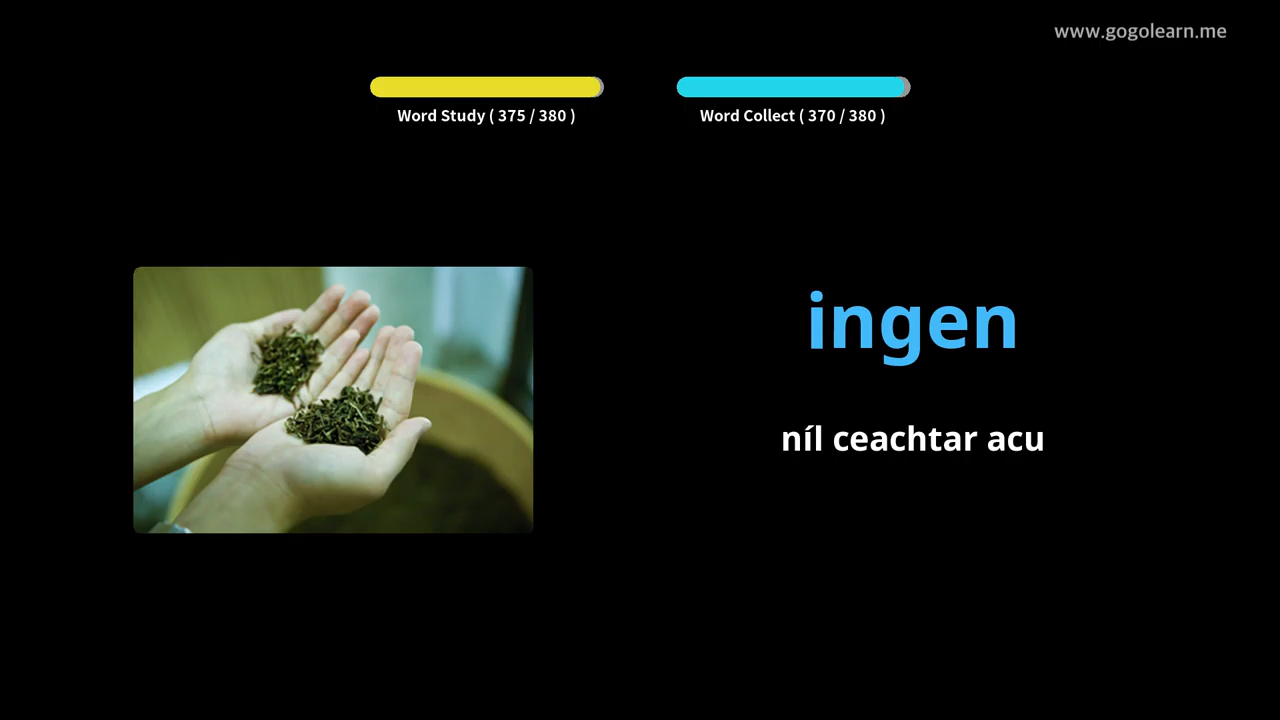 www.gogolearn.me
Word Study ( 375 / 380 )
Word Collect ( 370 / 380 )
ingen
níl ceachtar acu